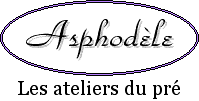 Asphodèle
Les ateliers du pré